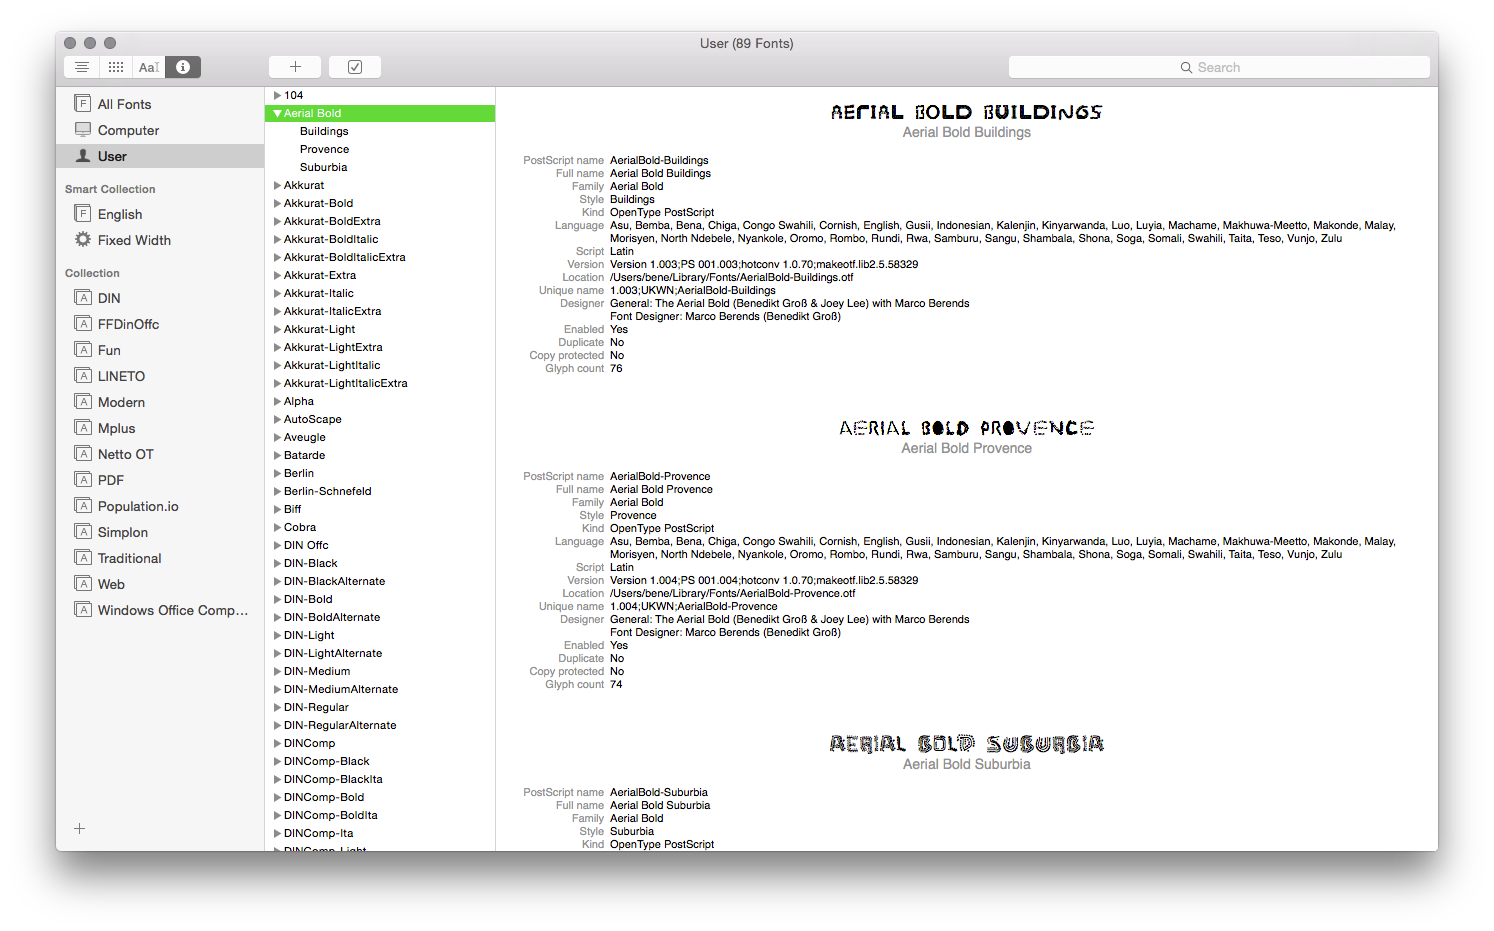 User (89 Fonts)
AaI
Search
All Fonts
Computer
User
Smart Collection
English
Fixed Width
Collection
DIN
FFDinOffc
Fun
LINETO
Modern
Mplus
Netto OT
PDF
Population.io
Simplon
Traditional
Web
Windows Office Comp...
104
Aerial Bold
Buildings
Provence
Suburbia
Akkurat
Akkurat-Bold
Akkurat-BoldExtra
Akkurat-BoldItalic
Akkurat-BoldItalicExtra
Akkurat-Extra
Akkurat-Italic
Akkurat-ItalicExtra
Akkurat-Light
Akkurat-LightExtra
Akkurat-LightItalic
Akkurat-LightItalicExtra
Alpha
AutoScape
Aveugle
Batarde
Berlin
Berlin-Schnefeld
Biff
Cobra
DIN Offc
DIN-Black
DIN-BlackAlternate
DIN-Bold
DIN-BoldAlternate
DIN-Light
DIN-LightAlternate
DIN-Medium
DIN-MediumAlternate
DIN-Regular
DIN-RegularAlternate
DINComp
DINComp-Black
DINComp-BlackIta
DINComp-Bold
DINComp-BoldIta
DINComp-Ita
DINComp-Light
AERIAL BOLD BUILDINGS
Aerial Bold Buildings
PostScript name AerialBold-Buildings
Full name Aerial Bold Buildings
Family Aerial Bold
Style Buildings
Kind OpenType PostScript
Language Asu, Bemba, Bena, Chiga, Congo Swahili, Cornish, English, Gusii, Indonesian, Kalenjin, Kinyarwanda, Luo, Luyia, Machame, Makhuwa-Meetto, Makonde, Malay,
Morisyen, North Ndebele, Nyankole, Oromo, Rombo, Rundi, Rwa, Samburu, Sangu, Shambala, Shona, Soga, Somali, Swahili, Taita, Teso, Vunjo, Zulu
Script Latin
Version Version 1.003;PS 001.003;hotconv 1.0.70;makeotf.lib2.5.58329
Location /Users/bene/Library/Fonts/AerialBold-Buildings.otf
Unique name 1.003;UKWN;AerialBold-Buildings
Designer General: The Aerial Bold (Benedikt Groß & Joey Lee) with Marco Berends
Font Designer: Marco Berends (Benedikt Groß)
Enabled Yes
Duplicate No
Copy protected No
Glyph count 76
AERIAL BOLD PROVENCE
Aerial Bold Provence
PostScript name AerialBold-Provence
Full name Aerial Bold Provence
Family Aerial Bold
Style Provence
Kind OpenType PostScript
Language Asu, Bemba, Bena, Chiga, Congo Swahili, Cornish, English, Gusii, Indonesian, Kalenjin, Kinyarwanda, Luo, Luyia, Machame, Makhuwa-Meetto, Makonde, Malay,
Morisyen, North Ndebele, Nyankole, Oromo, Rombo, Rundi, Rwa, Samburu, Sangu, Shambala, Shona, Soga, Somali, Swahili, Taita, Teso, Vunjo, Zulu
Script Latin
Version Version 1.004;PS 001.004;hotconv 1.0.70;makeotf.lib2.5.58329
Location /Users/bene/Library/Fonts/AerialBold-Provence.otf
Unique name 1.004;UKWN;AerialBold-Provence
Designer General: The Aerial Bold (Benedikt Groß & Joey Lee) with Marco Berends
Font Designer: Marco Berends (Benedikt Groß)
Enabled Yes
Duplicate No
Copy protected No
Glyph count 74
AERIAL BOLD SUBURBIA
Aerial Bold Suburbia
PostScript name AerialBold-Suburbia
Full name Aerial Bold Suburbia
Family Aerial Bold
Style Suburbia
Kind OpenType PostScript